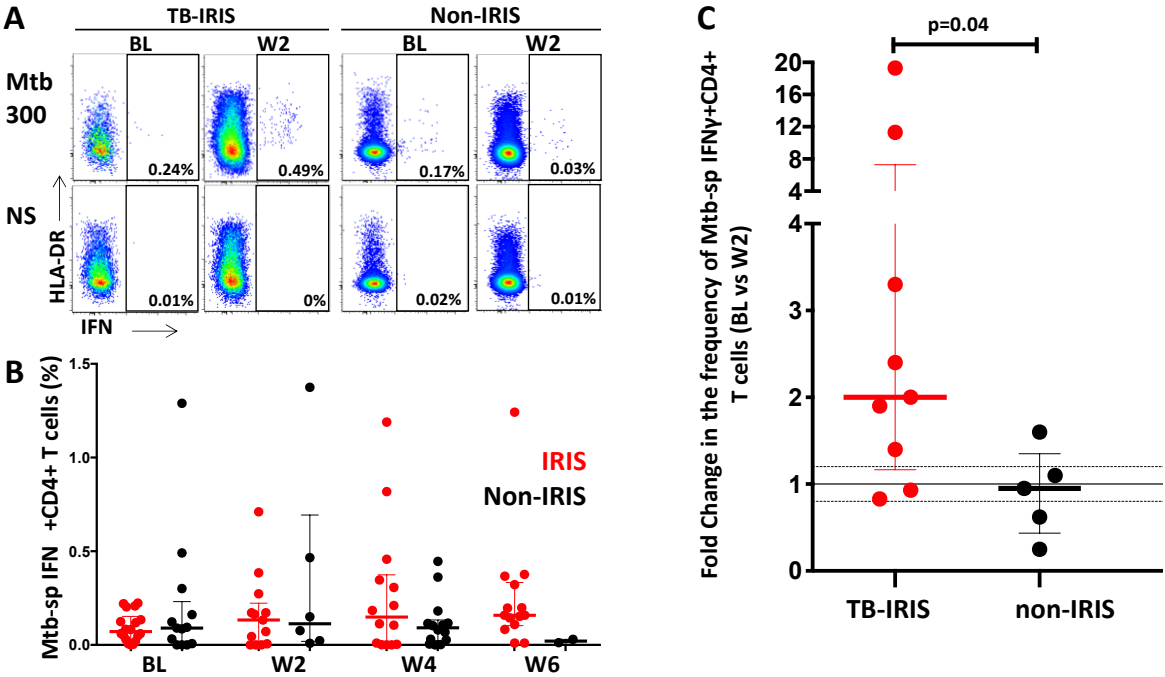 A
TB-IRIS
Non-IRIS
BL
W2
BL
W2
Mtb
300
0.24%
0.49%
0.17%
0.03%
NS
0.01%
0%
0.02%
0.01%
HLA-DR
IFN
B
Mtb-sp IFN +CD4+ T cells (%)
1.5
1.0
0.5
0.0
IRIS
Non-IRIS
BL
W2
W4
W6
C
p=0.04
Fold Change in the frequency of Mtb-sp IFNγ+CD4+
T cells (BL vs W2)
20
16
12
8
4
4
3
2
1
0
TB-IRIS
non-IRIS